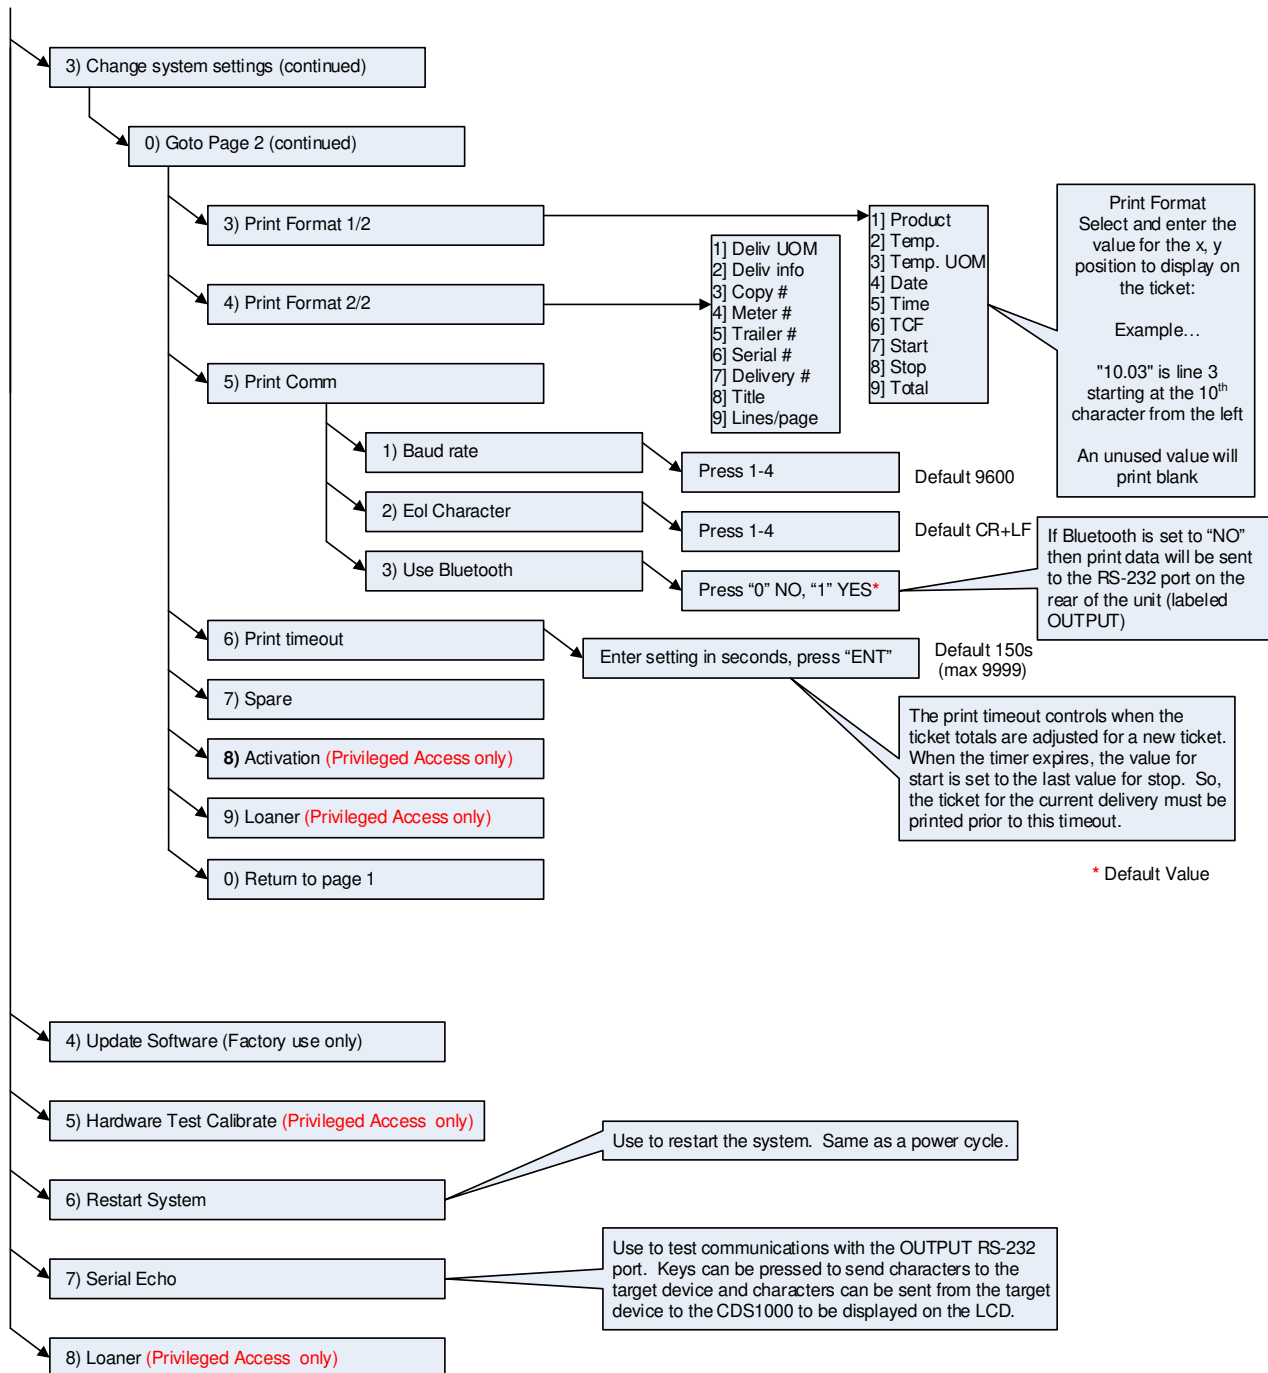 3) Change system settings (continued)
0) Goto Page 2 (continued)
3) Print Format 1/2
1] Product
2] Temp.
3] Temp. UOM
4] Date
5] Time
6] TCF
7] Start
8] Stop
9] Total
Print Format
Select and enter the
value for the x, y
position to display on
the ticket:
Example…
"10.03" is line 3
starting at the 10th
character from the left
An unused value will
print blank
4) Print Format 2/2
1] Deliv UOM
2] Deliv info
3] Copy #
4] Meter #
5] Trailer #
6] Serial #
7] Delivery #
8] Title
9] Lines/page
5) Print Comm
1) Baud rate
Press 1-4
Default 9600
2) Eol Character
Press 1-4
Default CR+LF
3) Use Bluetooth
Press “0” NO, “1” YES*
If Bluetooth is set to “NO”
then print data will be sent
to the RS-232 port on the
rear of the unit (labeled
OUTPUT)
6) Print timeout
Enter setting in seconds, press “ENT”
Default 150s
(max 9999)
The print timeout controls when the
ticket totals are adjusted for a new ticket.
When the timer expires, the value for
start is set to the last value for stop. So,
the ticket for the current delivery must be
printed prior to this timeout.
7) Spare
8) Activation (Privileged Access only)
9) Loaner (Privileged Access only)
0) Return to page 1
* Default Value
4) Update Software (Factory use only)
5) Hardware Test Calibrate (Privileged Access only)
6) Restart System
Use to restart the system. Same as a power cycle.
7) Serial Echo
Use to test communications with the OUTPUT RS-232
port. Keys can be pressed to send characters to the
target device and characters can be sent from the target
device to the CDS1000 to be displayed on the LCD.
8) Loaner (Privileged Access only)